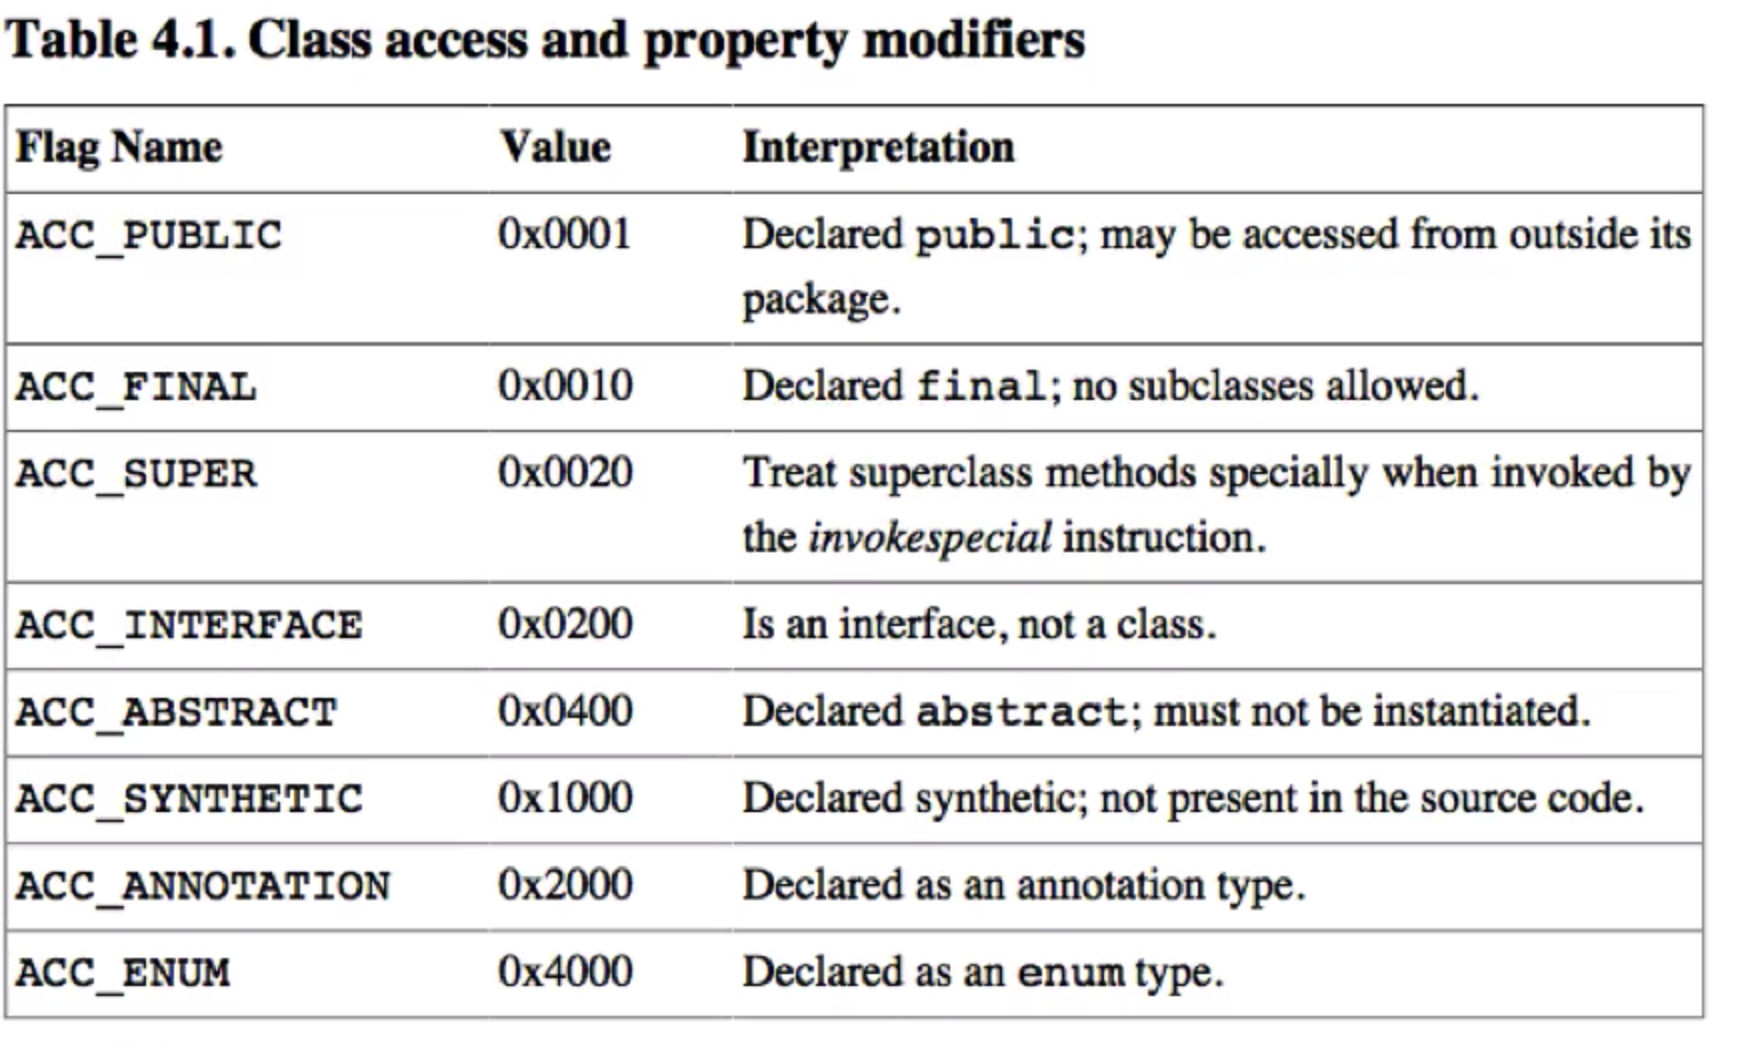 Table 4.1. Class access and property modifiers
Flag Name Value Interpretation
ACC_PUBLIC 0x0001 Declared public; may be accessed from outside its
package.
ACC_FINAL 0x0010 Declared final; no subclasses allowed.
ACC_SUPER 0x0020 Treat superclass methods specially when invoked by
the invokespecial instruction.
ACC_INTERFACE 0x0200 Is an interface, not a class.
ACC_ABSTRACT 0x0400 Declared abstract; must not be instantiated.
ACC_SYNTHETIC 0x1000 Declared synthetic; not present in the source code.
ACC_ANNOTATION 0x2000 Declared as an annotation type.
ACC_ENUM 0x4000 Declared as an enum type.